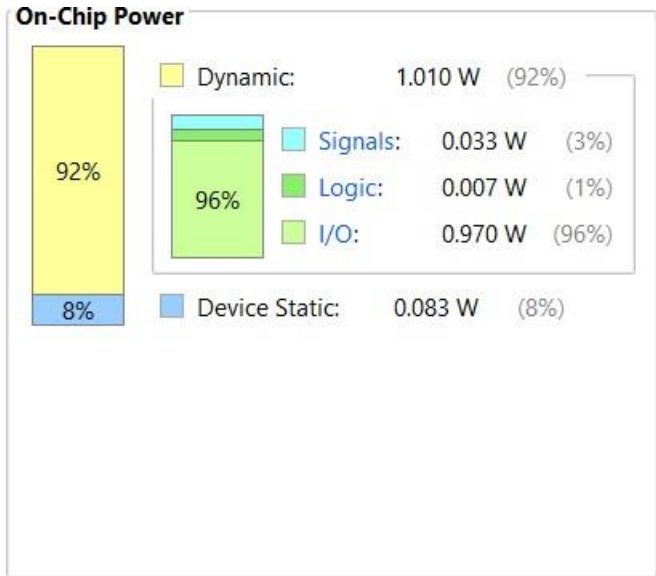 On-Chip Power
92%
8%
Dynamic: 1.010 W (92%)
96%
Signals: 0.033 W (3%)
Logic: 0.007 W (1%)
I/O: 0.970 W (96%)
Device Static: 0.083 W (8%)